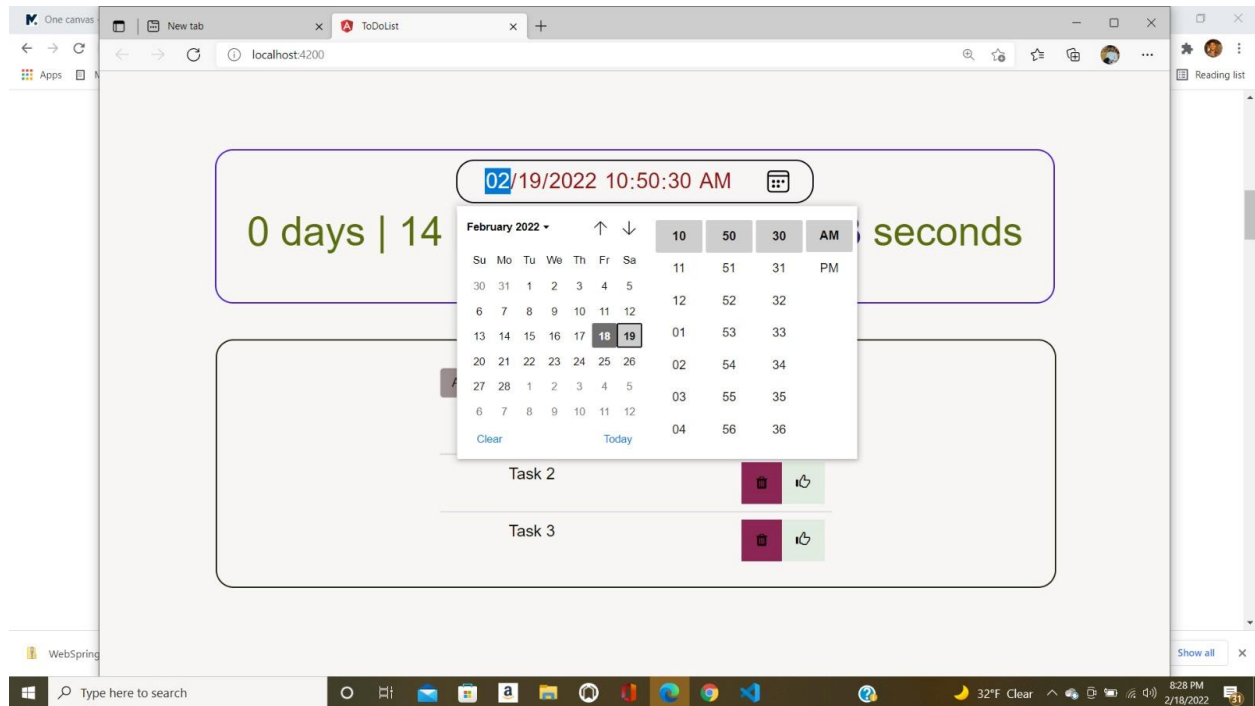 One canvas
New tab
ToDoList
localhost:4200
Apps
Reading list
02/19/2022 10:50:30 AM
0 days | 14
seconds
February 2022
10 50 30 AM
Su Mo Tu We Th Fr Sa
11 51 31 PM
30 31 1 2 3 4 5
12 52 32
6 7 8 9 10 11 12
13 14 15 16 17 18 19
01 53 33
20 21 22 23 24 25 26
02 54 34
27 28 1 2 3 4 5
03 55 35
6 7 8 9 10 11 12
04 56 36
Clear Today
Task 2
Task 3
WebSpring
Show all
Type here to search
32°F Clear
8:28 PM
2/18/2022
31